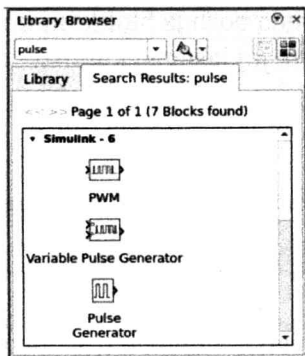 Library Browser
pulse
Library
Search Results: pulse
<< >> Page 1 of 1 (7 Blocks found)
Simulink - 6
PWM
Variable Pulse Generator
Pulse
Generator